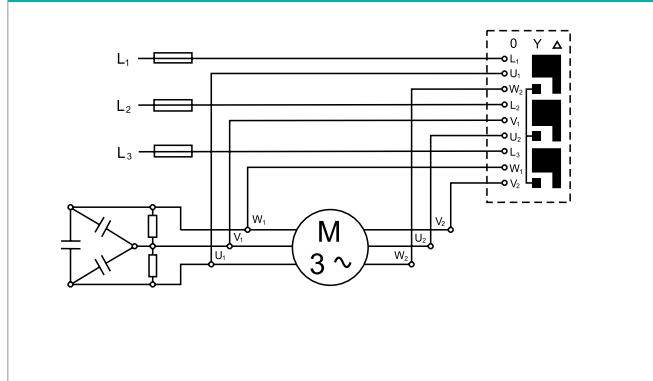 0 Y Δ
L₁
L₁
U₁
W₂
L₂
L₂
V₁
U₂
L₃
L₃
W₁
V₂
W₁
V₁
U₁
M
3 ∿
V₂
U₂
W₂